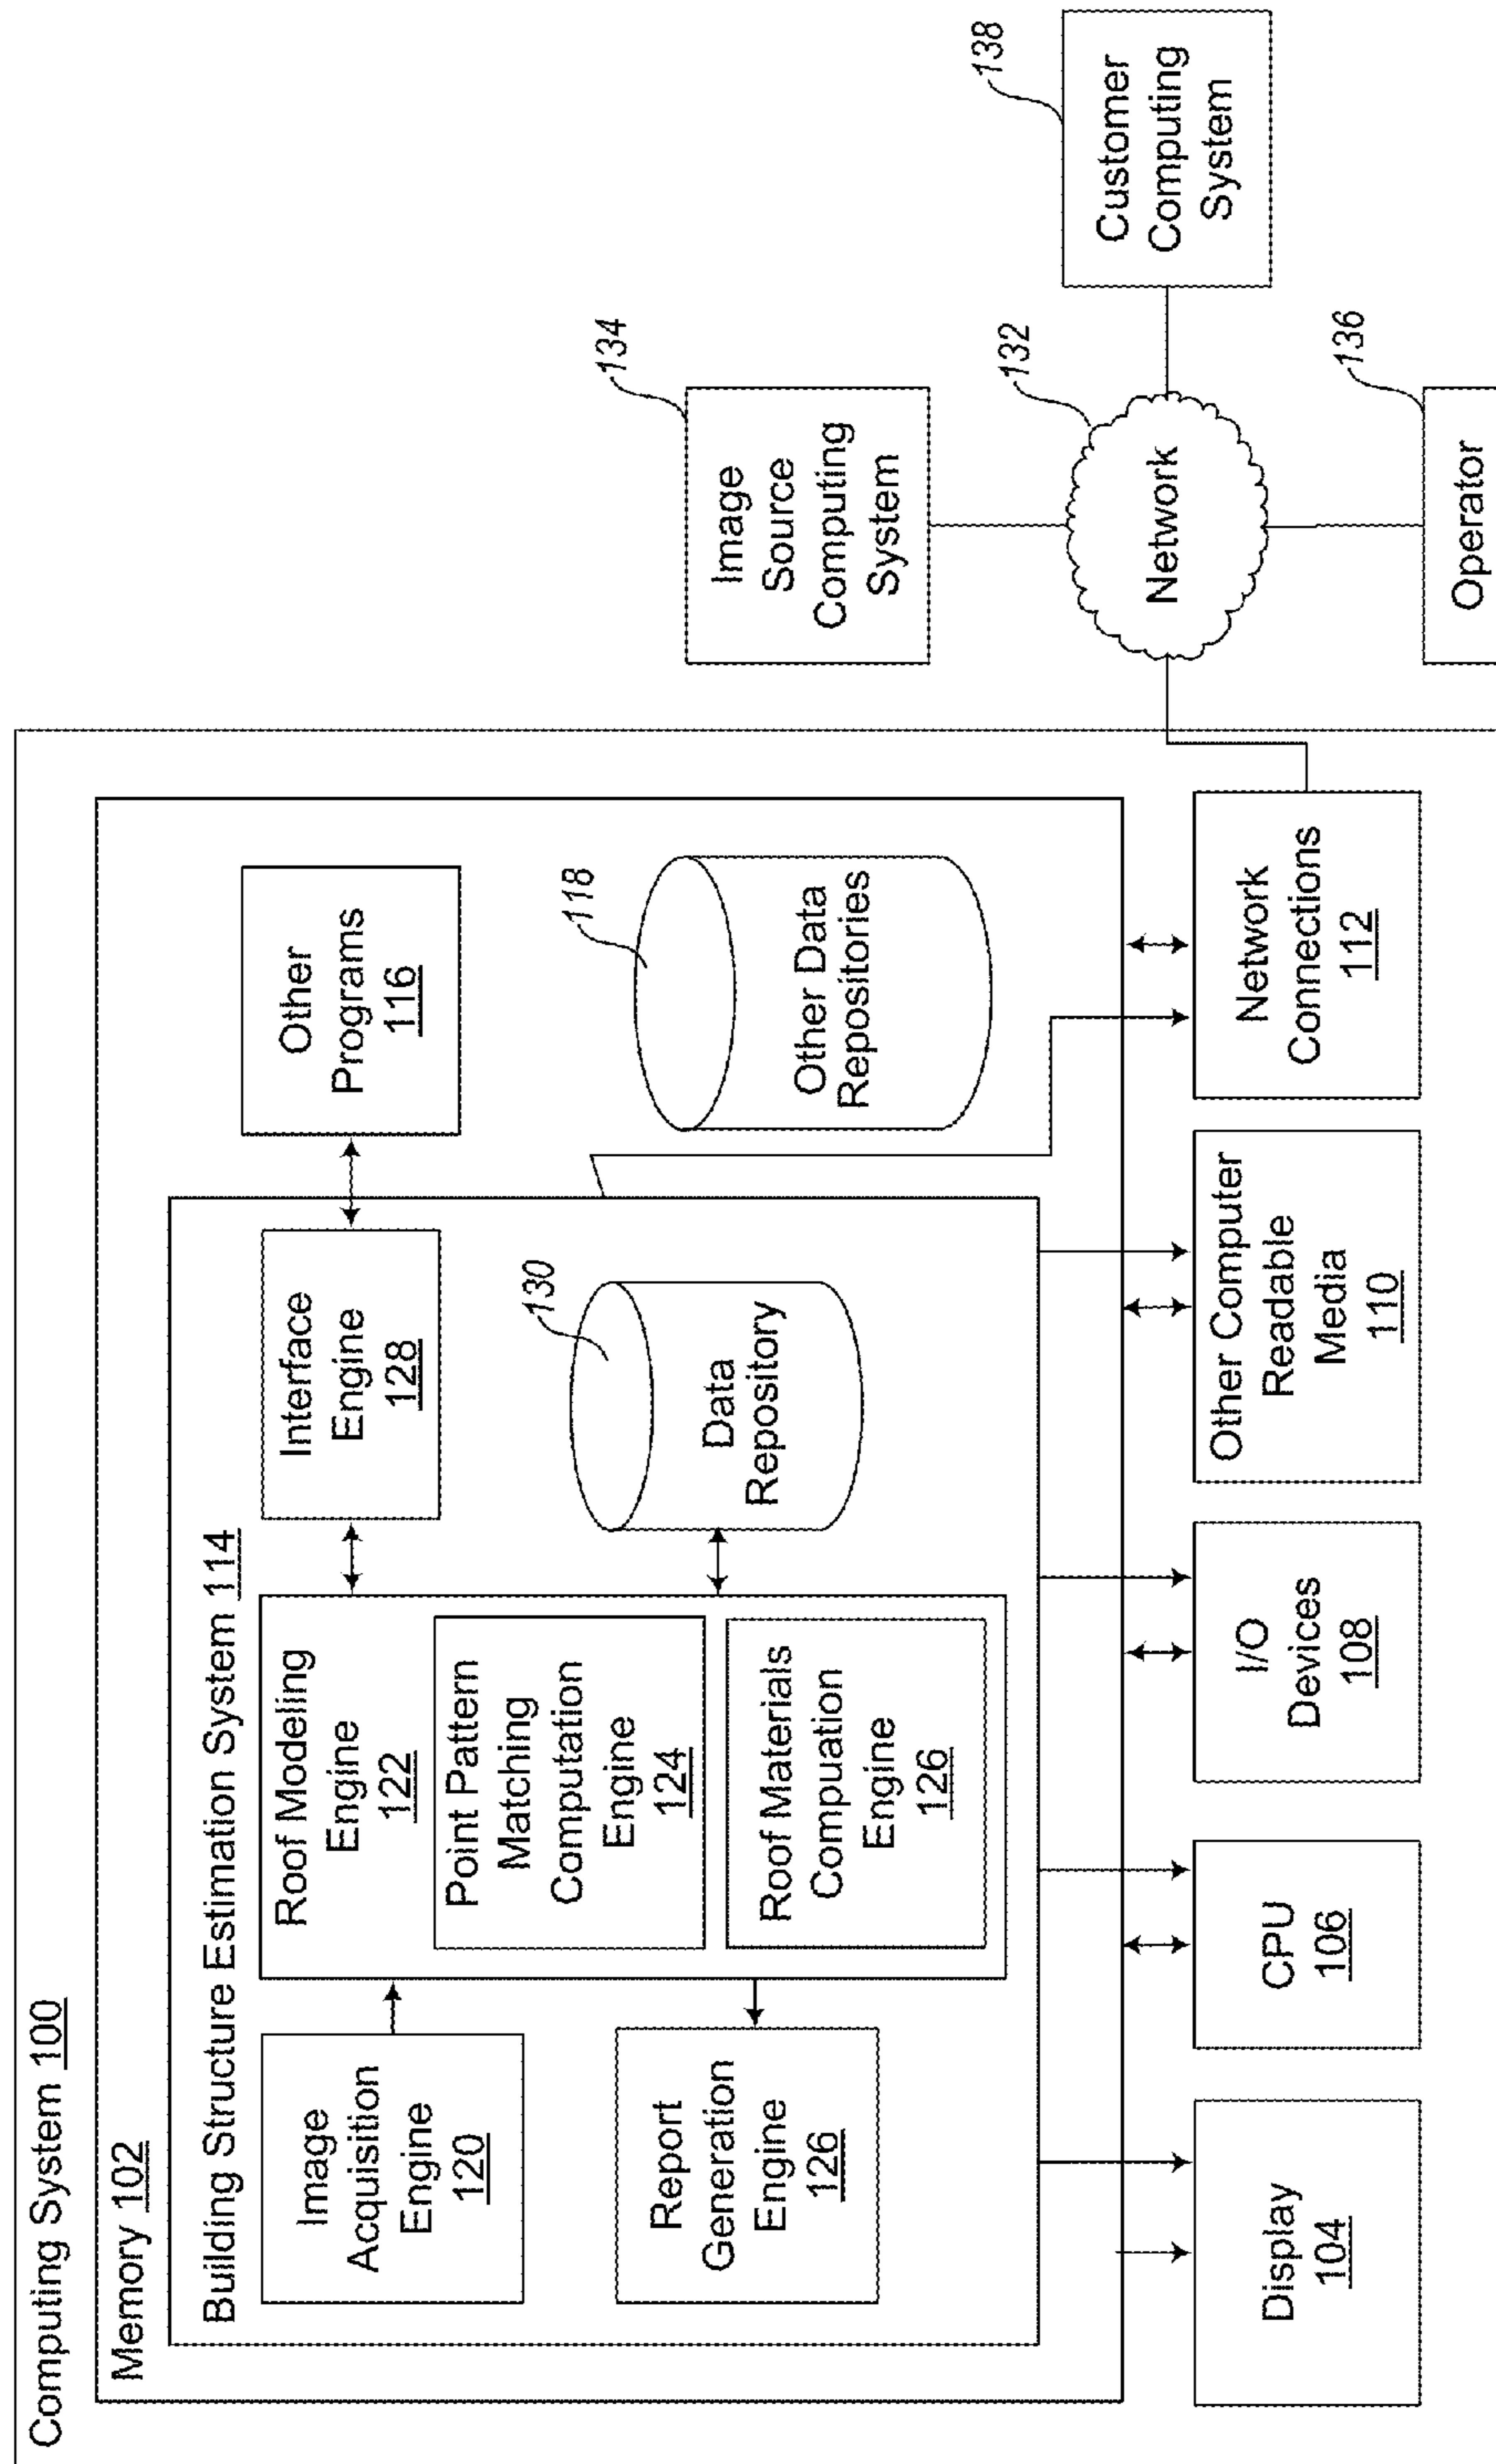 Computing System 100
Memory 102
Building Structure Estimation System 114
Image
Acquisition
Engine
120
Roof Modeling
Engine
122
Point Pattern
Matching
Computation
Engine
124
Roof Materials
Compuation
Engine
126
Report
Generation
Engine
126
Interface
Engine
128
130
Data
Repository
Other
Programs
116
118
Other Data
Repositories
Display
104
CPU
106
I/O
Devices
108
Other Computer
Readable
Media
110
Network
Connections
112
134
Image
Source
Computing
System
132
Network
138
Customer
Computing
System
136
Operator